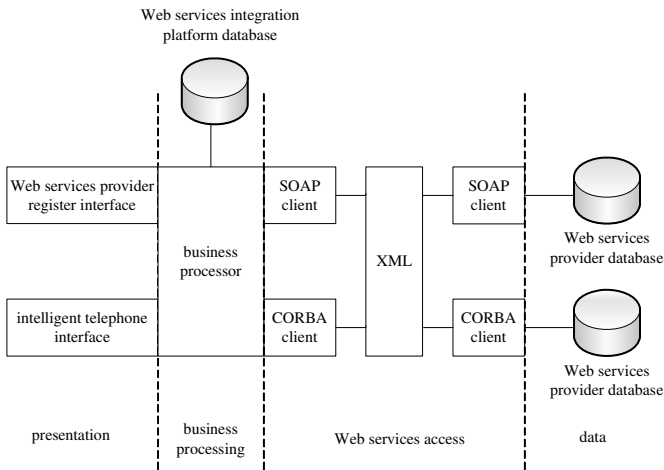 Web services integration
platform database
Web services provider
register interface
SOAP
client
SOAP
client
Web services
provider database
business
processor
XML
intelligent telephone
interface
CORBA
client
CORBA
client
Web services
provider database
presentation
business
processing
Web services access
data